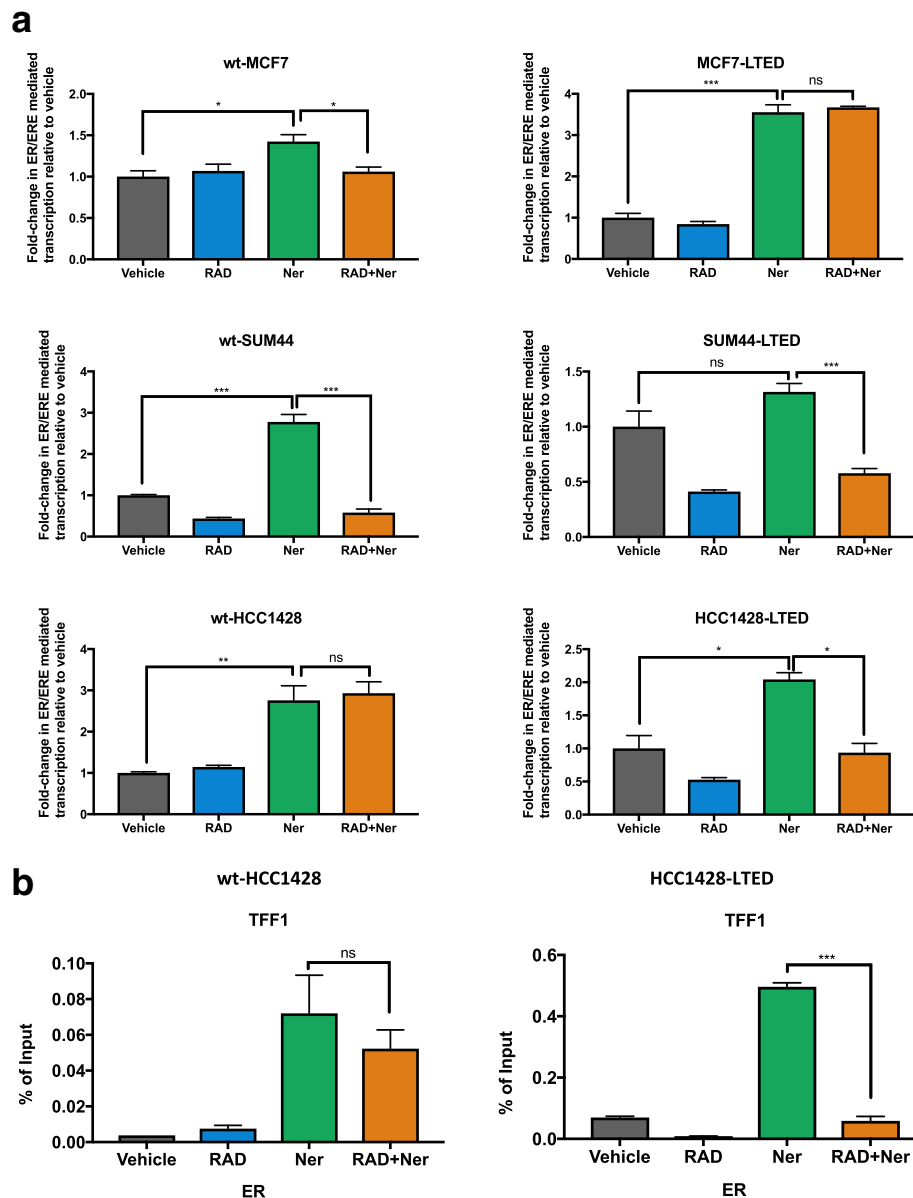 a
wt-MCF7
Fold-change in ER/ERE mediated
transcription relative to vehicle
2.0
1.5
1.0
0.5
0.0
*
*
Vehicle RAD Ner RAD+Ner
MCF7-LTED
Fold-change in ER/ERE mediated
transcription relative to vehicle
4
3
2
1
0
***
ns
Vehicle RAD Ner RAD+Ner
wt-SUM44
Fold-change in ER/ERE mediated
transcription relative to vehicle
4
3
2
1
0
***
***
Vehicle RAD Ner RAD+Ner
SUM44-LTED
Fold-change in ER/ERE mediated
transcription relative to vehicle
1.5
1.0
0.5
0.0
ns
***
Vehicle RAD Ner RAD+Ner
wt-HCC1428
Fold-change in ER/ERE mediated
transcription relative to vehicle
4
3
2
1
0
**
ns
Vehicle RAD Ner RAD+Ner
HCC1428-LTED
Fold-change in ER/ERE mediated
transcription relative to vehicle
2.5
2.0
1.5
1.0
0.5
0.0
*
*
Vehicle RAD Ner RAD+Ner
b
wt-HCC1428
TFF1
% of Input
0.10
0.08
0.06
0.04
0.02
0.00
ns
Vehicle RAD Ner RAD+Ner
ER
HCC1428-LTED
TFF1
% of Input
0.6
0.4
0.2
0.0
***
Vehicle RAD Ner RAD+Ner
ER